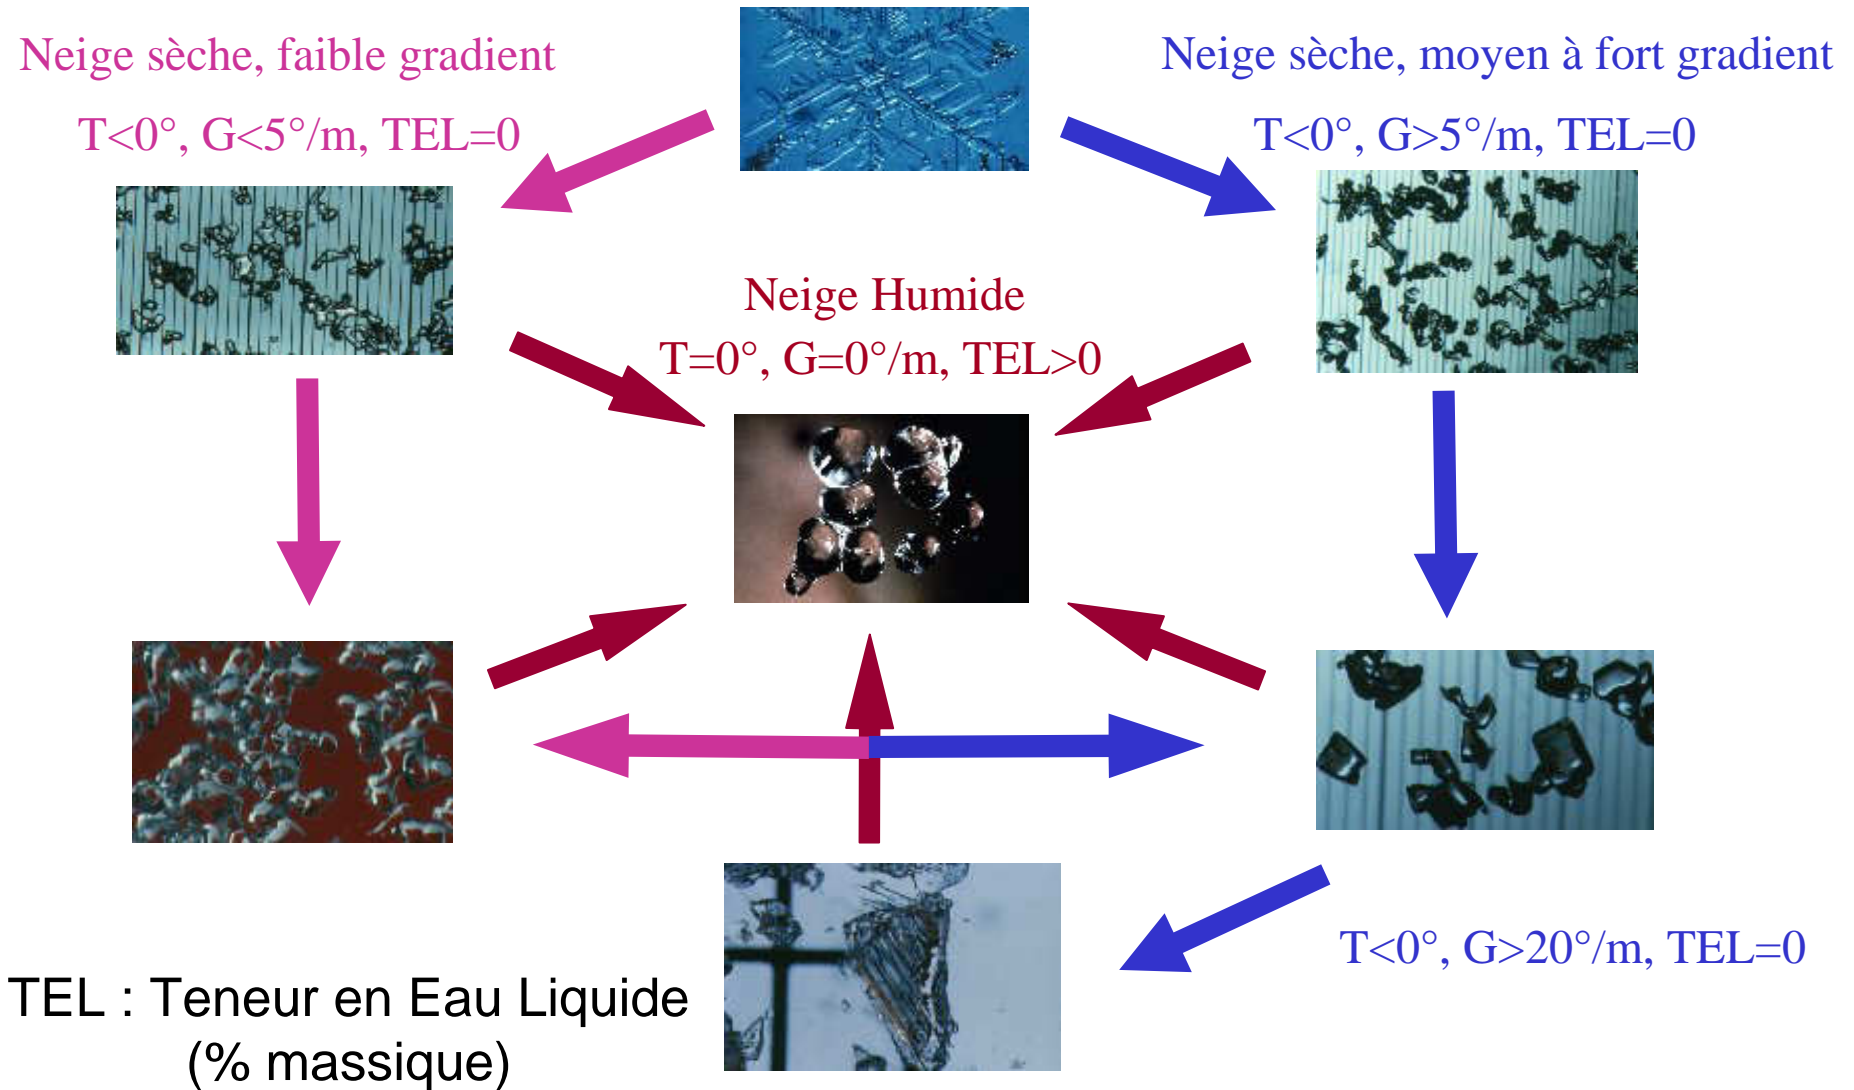 Neige sèche, faible gradient
T<0°, G<5°/m, TEL=0
Neige sèche, moyen à fort gradient
T<0°, G>5°/m, TEL=0
Neige Humide
T=0°, G=0°/m, TEL>0
T<0°, G>20°/m, TEL=0
TEL : Teneur en Eau Liquide
(% massique)